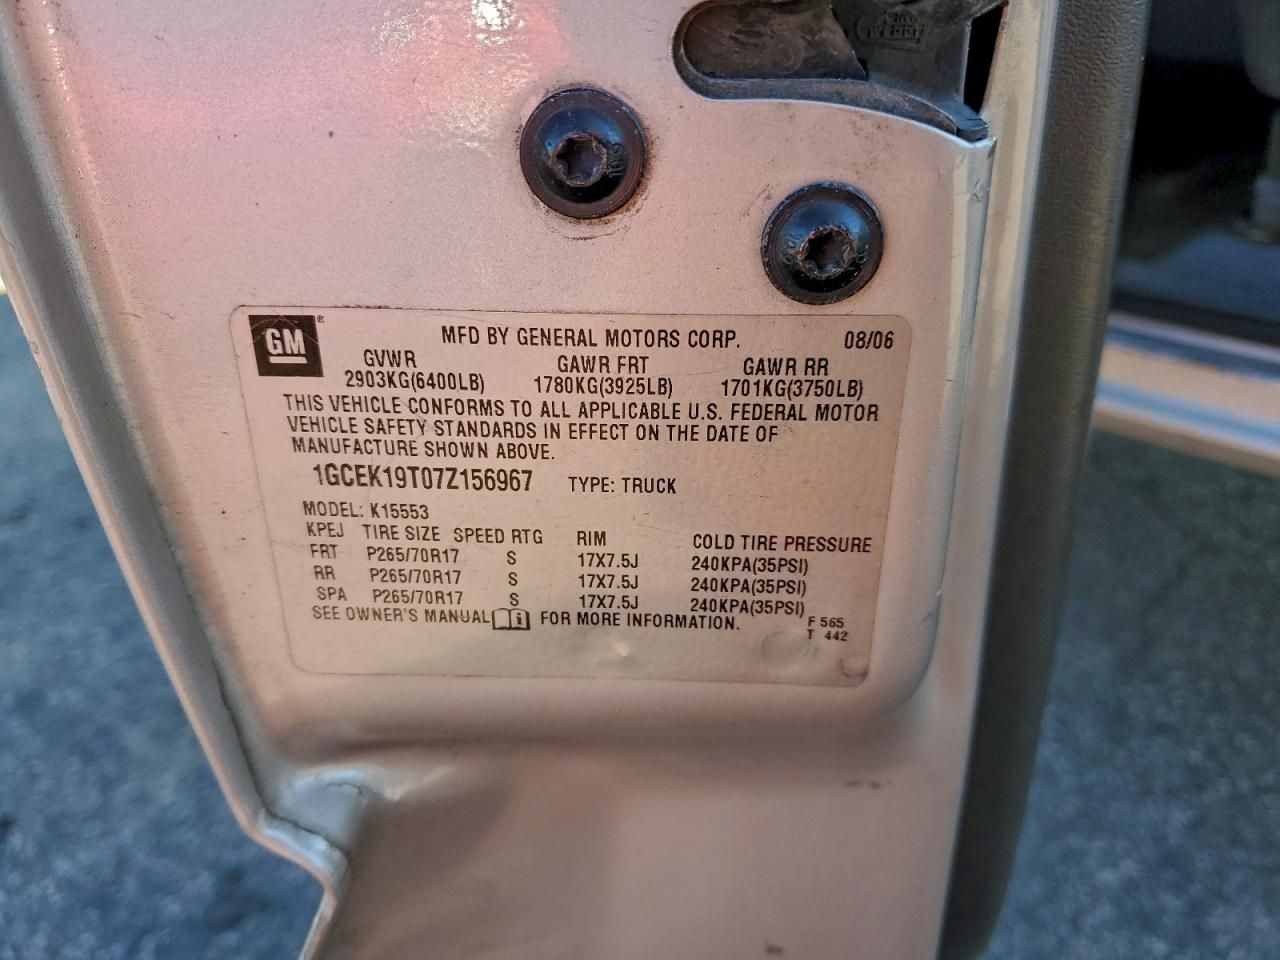 GM ®
MFD BY GENERAL MOTORS CORP. 08/06
GVWR GAWR FRT GAWR RR
2903KG(6400LB) 1780KG(3925LB) 1701KG(3750LB)
THIS VEHICLE CONFORMS TO ALL APPLICABLE U.S. FEDERAL MOTOR
VEHICLE SAFETY STANDARDS IN EFFECT ON THE DATE OF
MANUFACTURE SHOWN ABOVE.
1GCEK19T07Z156967 TYPE: TRUCK
MODEL: K15553
KPEJ TIRE SIZE SPEED RTG RIM COLD TIRE PRESSURE
FRT P265/70R17 S 17X7.5J 240KPA(35PSI)
RR P265/70R17 S 17X7.5J 240KPA(35PSI)
SPA P265/70R17 S 17X7.5J 240KPA(35PSI)
SEE OWNER'S MANUAL FOR MORE INFORMATION.
F 565
T 442